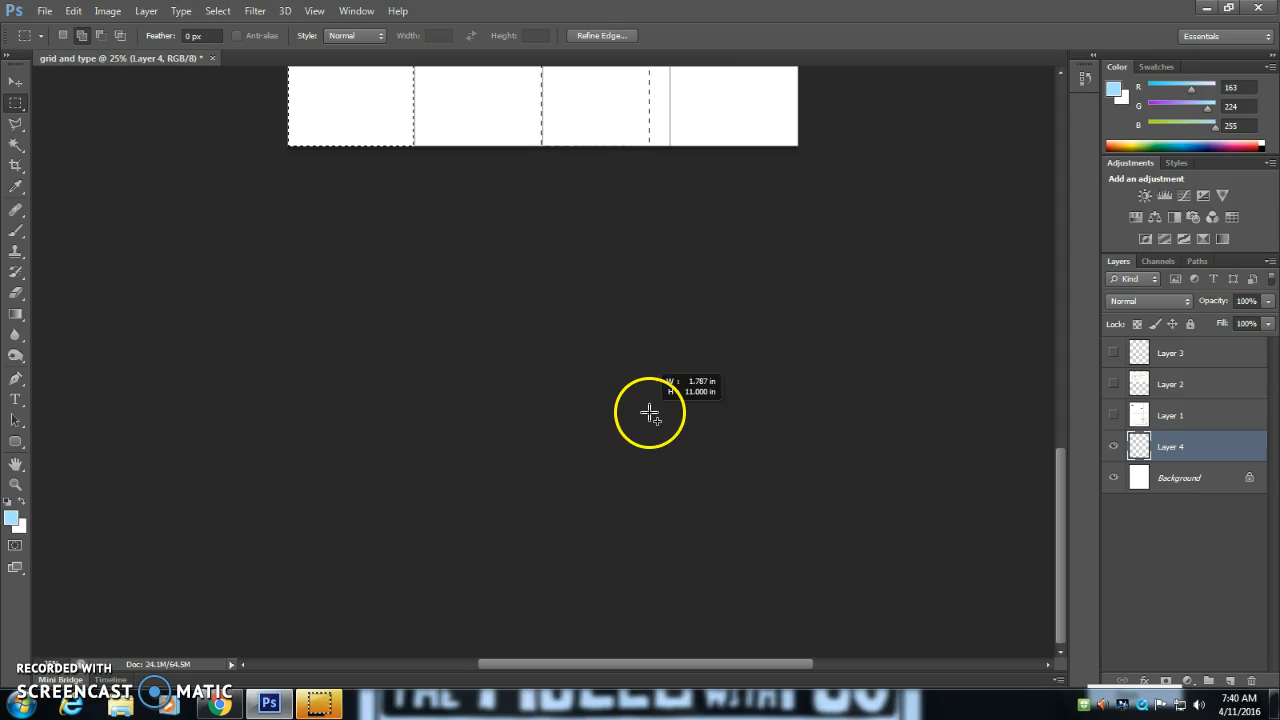 Ps File Edit Image Layer Type Select Filter 3D View Window Help
Feather: 0 px Anti-alias Style: Normal Width: Height: Refine Edge... Essentials
grid and type @ 25% (Layer 4, RGB/8) * ×
Color Swatches
R 163
G 224
B 255
Adjustments Styles
Add an adjustment
Layers Channels Paths
Kind
Normal Opacity: 100%
Lock: Fill: 100%
Layer 3
Layer 2
Layer 1
Layer 4
Background
W : 1.787 in
H : 11.000 in
Doc: 24.1M/64.5M
Mini Bridge Timeline
RECORDED WITH
SCREENCAST MATIC
Ps
7:40 AM
4/11/2016